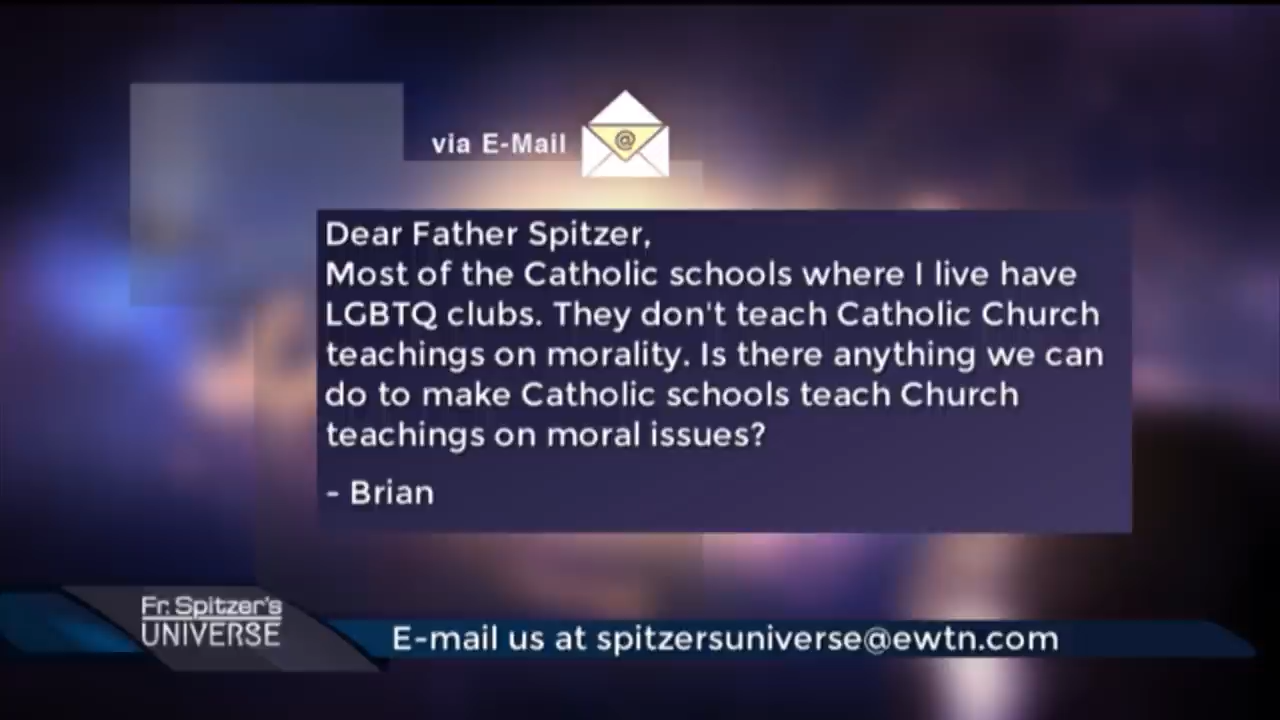 via E-Mail
@
Dear Father Spitzer,
Most of the Catholic schools where I live have
LGBTQ clubs. They don't teach Catholic Church
teachings on morality. Is there anything we can
do to make Catholic schools teach Church
teachings on moral issues?
- Brian
Fr. Spitzer's
UNIVERSE
E-mail us at spitzersuniverse@ewtn.com